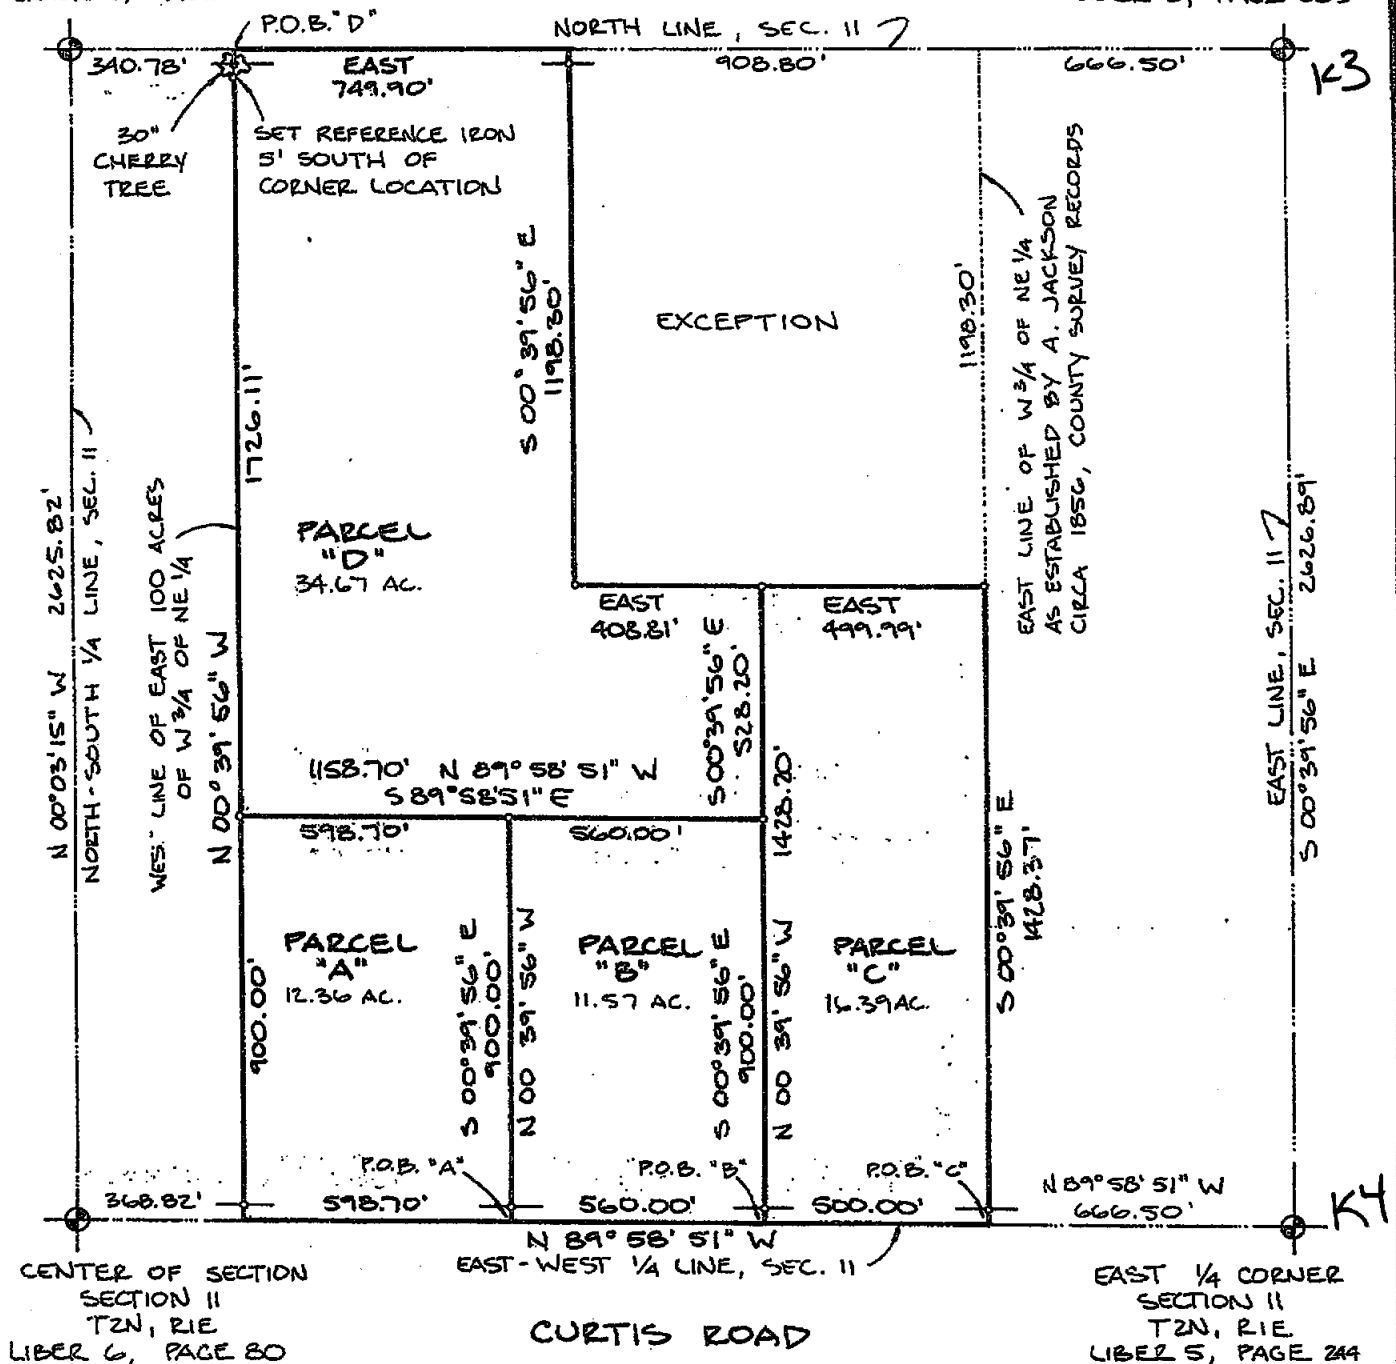 P.O.B. "D"
NORTH LINE, SEC. 11
340.78'
EAST
749.90'
908.80'
666.50'
K3
30"
CHERRY
TREE
SET REFERENCE IRON
5' SOUTH OF
CORNER LOCATION
S 00°39'56" E
1198.30'
EXCEPTION
1198.30'
EAST LINE OF W 3/4 OF NE 1/4
AS ESTABLISHED BY A. JACKSON
CIRCA 1856, COUNTY SURVEY RECORDS
1726.11'
N 00°03'15" W 2625.82'
NORTH-SOUTH 1/4 LINE, SEC. 11
WEST LINE OF EAST 100 ACRES
OF W 3/4 OF NE 1/4
N 00°39'56" W
PARCEL
"D"
34.67 AC.
EAST
408.81'
EAST
499.99'
S 00°39'56" E
528.20'
EAST LINE, SEC. 11
S 00°39'56" E 2626.89'
1158.70' N 89°58'51" W
S 89°58'51" E
598.70'
560.00'
1428.20'
S 00°39'56" E
1428.37'
PARCEL
"A"
12.36 AC.
900.00'
S 00°39'56" E
900.00'
N 00 39'56" W
PARCEL
"B"
11.57 AC.
S 00°39'56" E
900.00'
N 00 39'56" W
PARCEL
"C"
16.39 AC.
P.O.B. "A"
P.O.B. "B"
P.O.B. "C"
368.82'
598.70'
560.00'
500.00'
N 89°58'51" W
666.50'
K4
N 89°58'51" W
EAST-WEST 1/4 LINE, SEC. 11
CENTER OF SECTION
SECTION 11
T2N, R1E
LIBER 6, PAGE 80
CURTIS ROAD
EAST 1/4 CORNER
SECTION 11
T2N, R1E
LIBER 5, PAGE 244